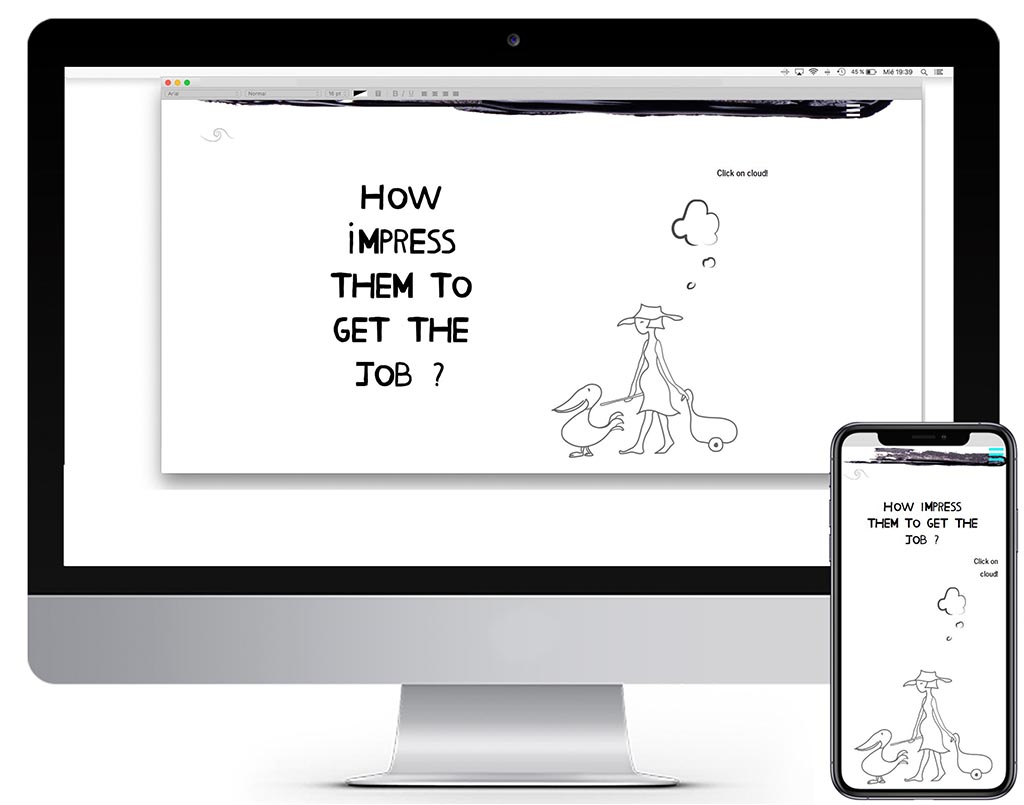 45 % Mié 19:39
Arial Normal 16 pt B I U
Click on cloud!
HOW
iMPRESS
THEM TO
GET THE
JOB ?
HOW iMPRESS
THEM TO GET THE
JOB ?
Click on
cloud!